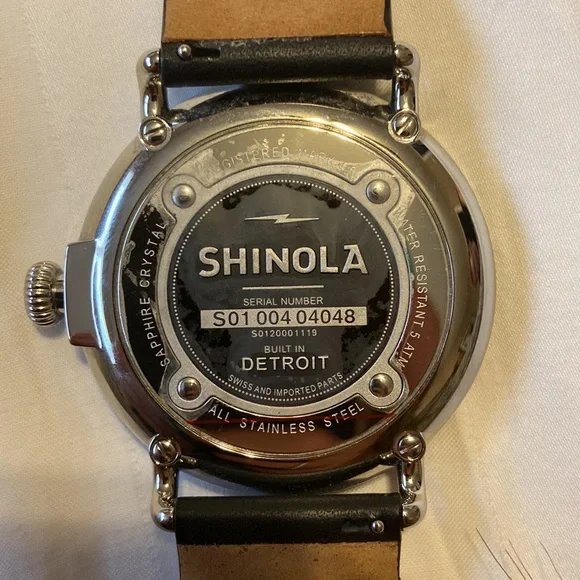 SHINOLA
SERIAL NUMBER
S01 004 04048
S0120001119
BUILT IN
DETROIT
SWISS AND IMPORTED PARTS
SAPPHIRE CRYSTAL
WATER RESISTANT 5 ATM
ALL STAINLESS STEEL